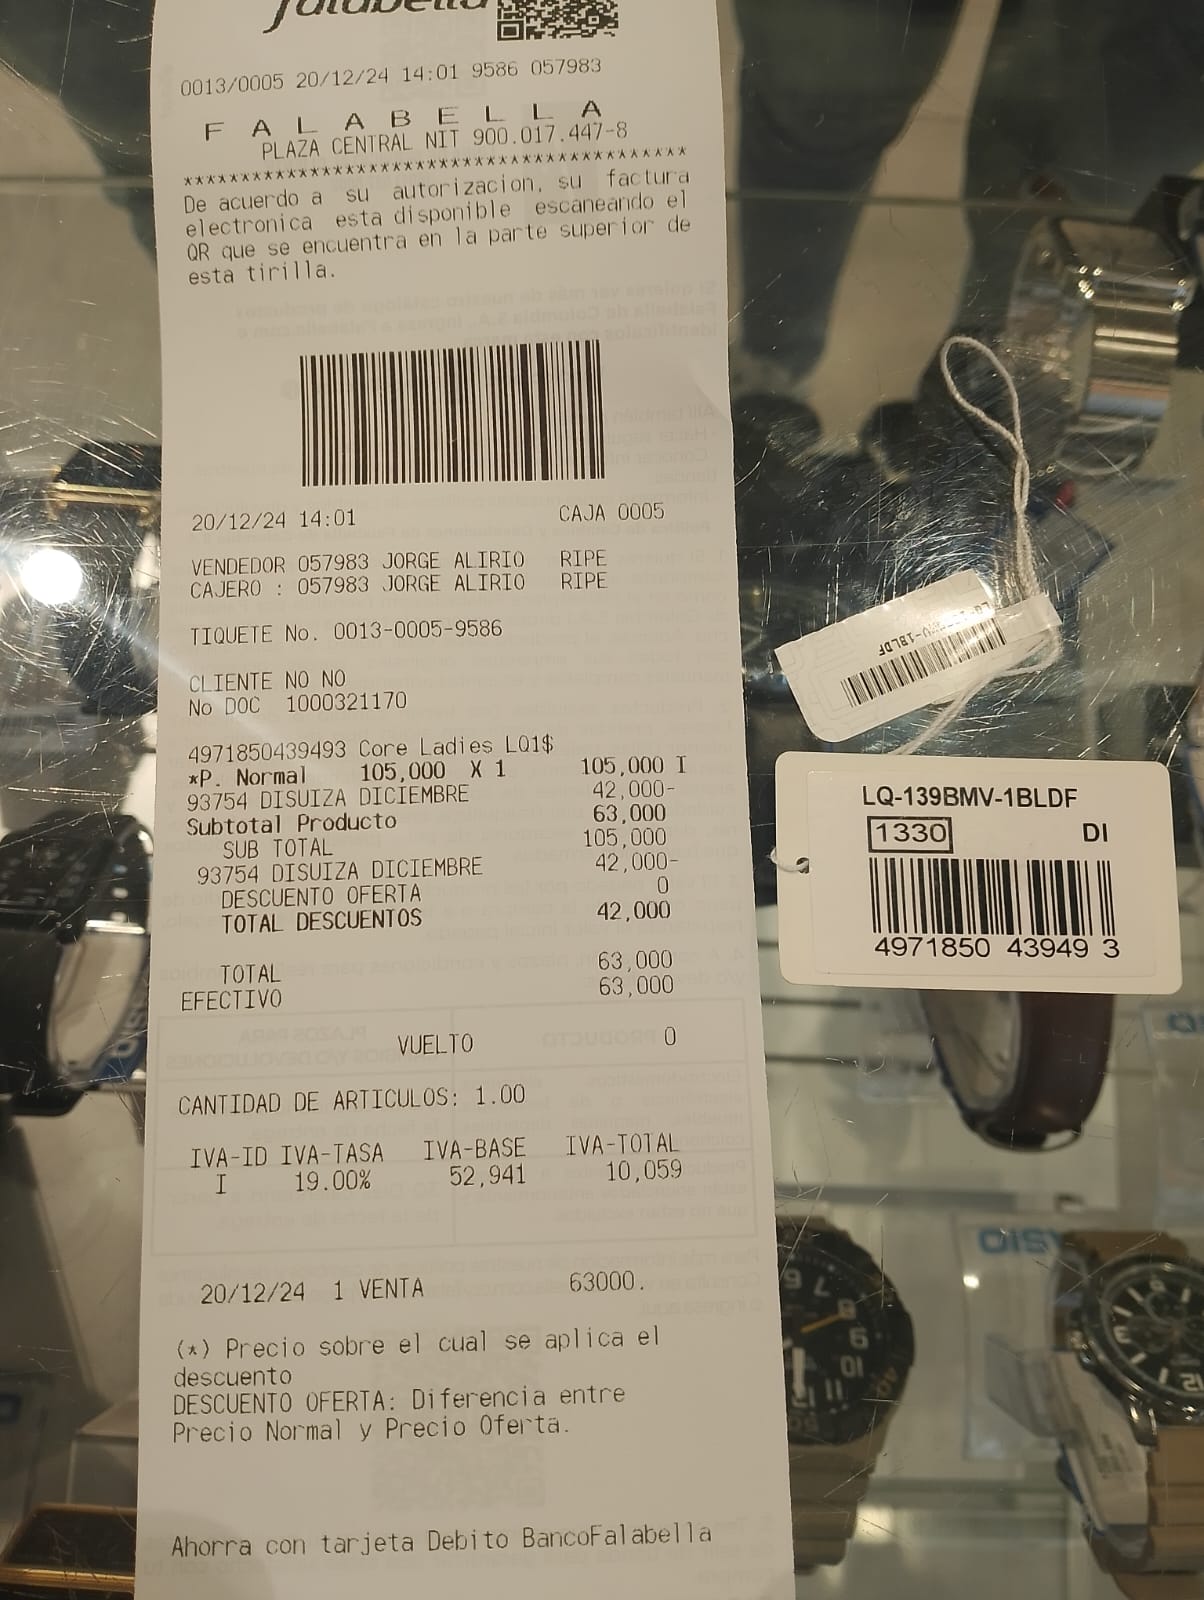 falabella
0013/0005 20/12/24 14:01 9586 057983
F A L A B E L L A
PLAZA CENTRAL NIT 900.017.447-8
*******************************************
De acuerdo a su autorizacion, su factura
electronica esta disponible escaneando el
QR que se encuentra en la parte superior de
esta tirilla.
20/12/24 14:01 CAJA 0005
VENDEDOR 057983 JORGE ALIRIO RIPE
CAJERO : 057983 JORGE ALIRIO RIPE
TIQUETE No. 0013-0005-9586
CLIENTE NO NO
No DOC 1000321170
4971850439493 Core Ladies LQ1$
*P. Normal 105,000 X 1 105,000 I
93754 DISUIZA DICIEMBRE 42,000-
Subtotal Producto 63,000
SUB TOTAL 105,000
93754 DISUIZA DICIEMBRE 42,000-
DESCUENTO OFERTA 0
TOTAL DESCUENTOS 42,000
TOTAL 63,000
EFECTIVO 63,000
VUELTO 0
CANTIDAD DE ARTICULOS: 1.00
IVA-ID IVA-TASA IVA-BASE IVA-TOTAL
I 19.00% 52,941 10,059
20/12/24 1 VENTA 63000.
(*) Precio sobre el cual se aplica el
descuento
DESCUENTO OFERTA: Diferencia entre
Precio Normal y Precio Oferta.
Ahorra con tarjeta Debito BancoFalabella
LQ-139BMV-1BLDF
1330 DI
4971850 43949 3
CASIO